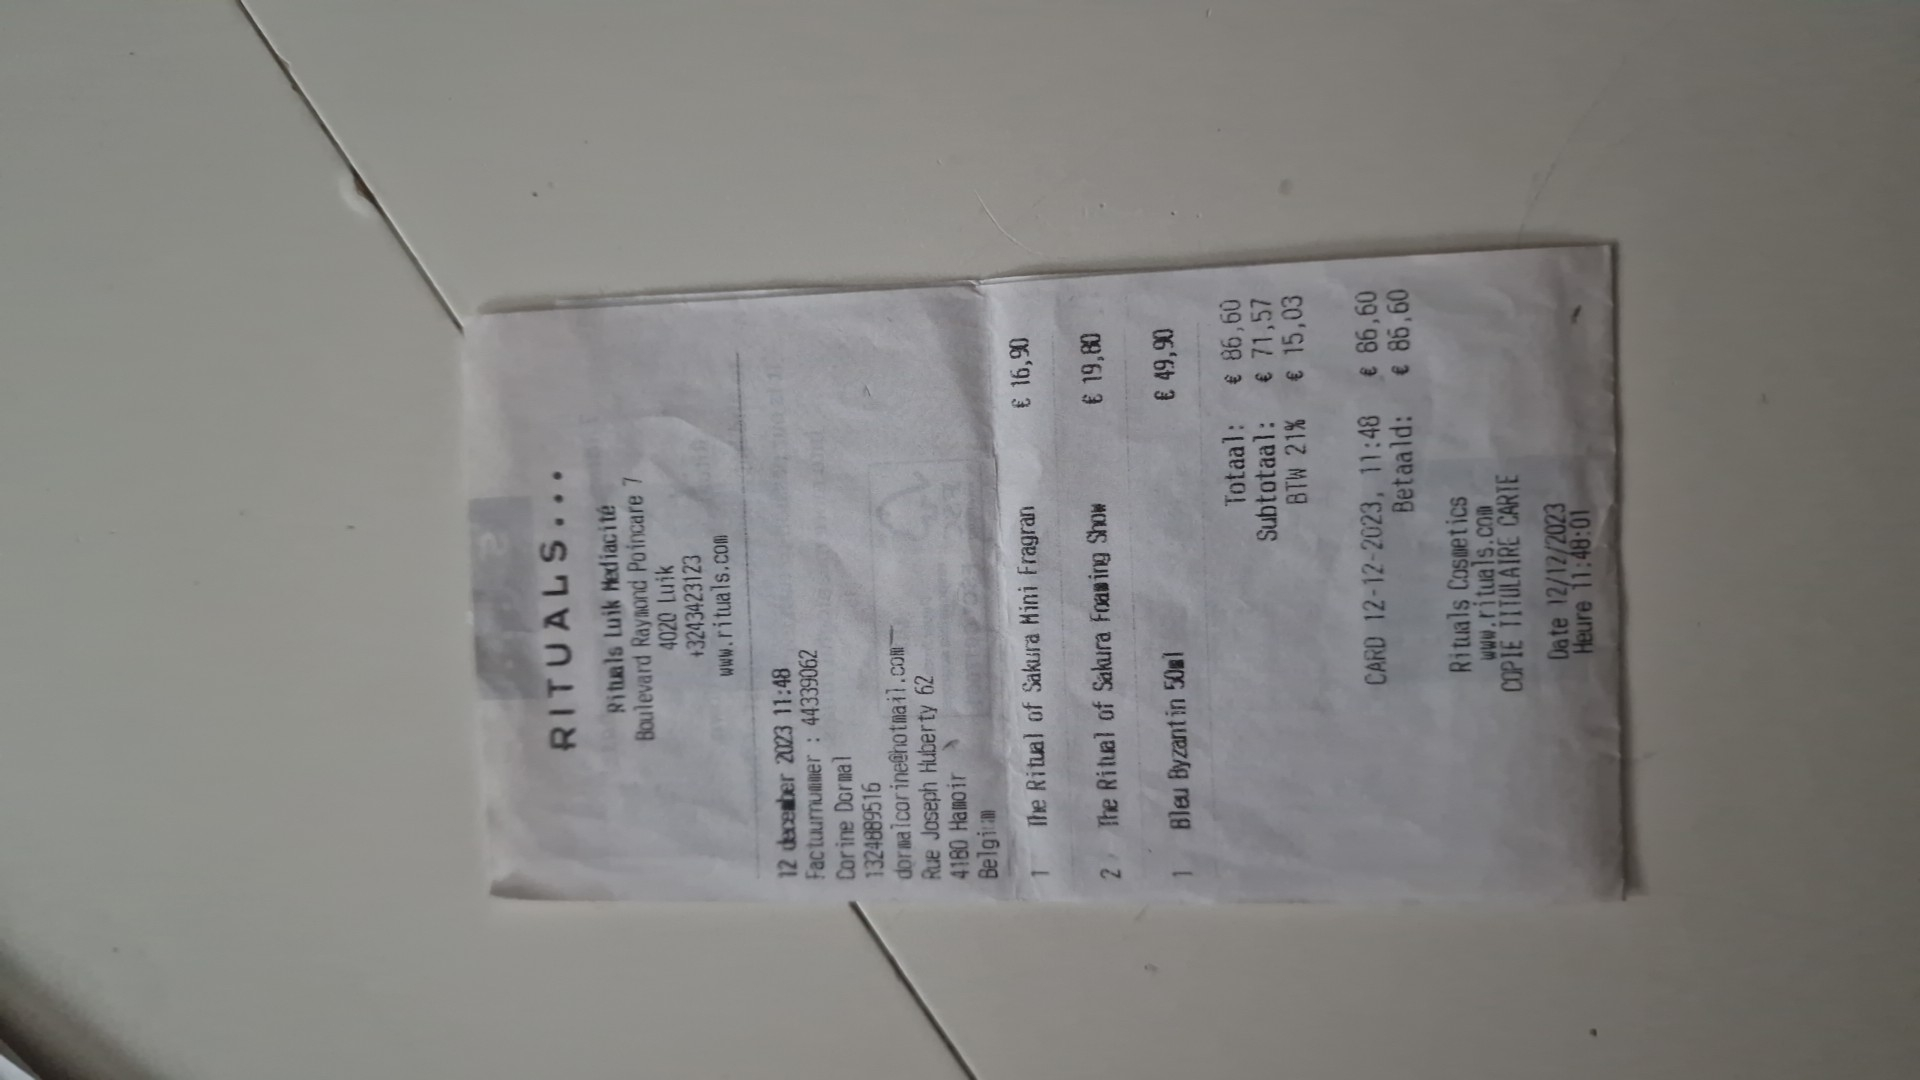 RITUALS...
Rituals Luik Mediacité
Boulevard Raymond Poincare 7
4020 Luik
+3243423123
www.rituals.com
12 december 2023 11:48
Factuurnummer : 44339062
Corine Dormal
1324889516
dormalcorine@hotmail.com
Rue Joseph Huberty 62
4180 Hamoir
Belgium
1 The Ritual of Sakura Mini Fragran € 16,90
2 The Ritual of Sakura Foaming Show € 19,80
1 Bleu Byzantin 50ml € 49,90
Totaal: € 86,60
Subtotaal: € 71,57
BTW 21% € 15,03
CARD 12-12-2023, 11:48 € 86,60
Betaald: € 86,60
Rituals Cosmetics
www.rituals.com
COPIE TITULAIRE CARTE
Date 12/12/2023
Heure 11:48:01